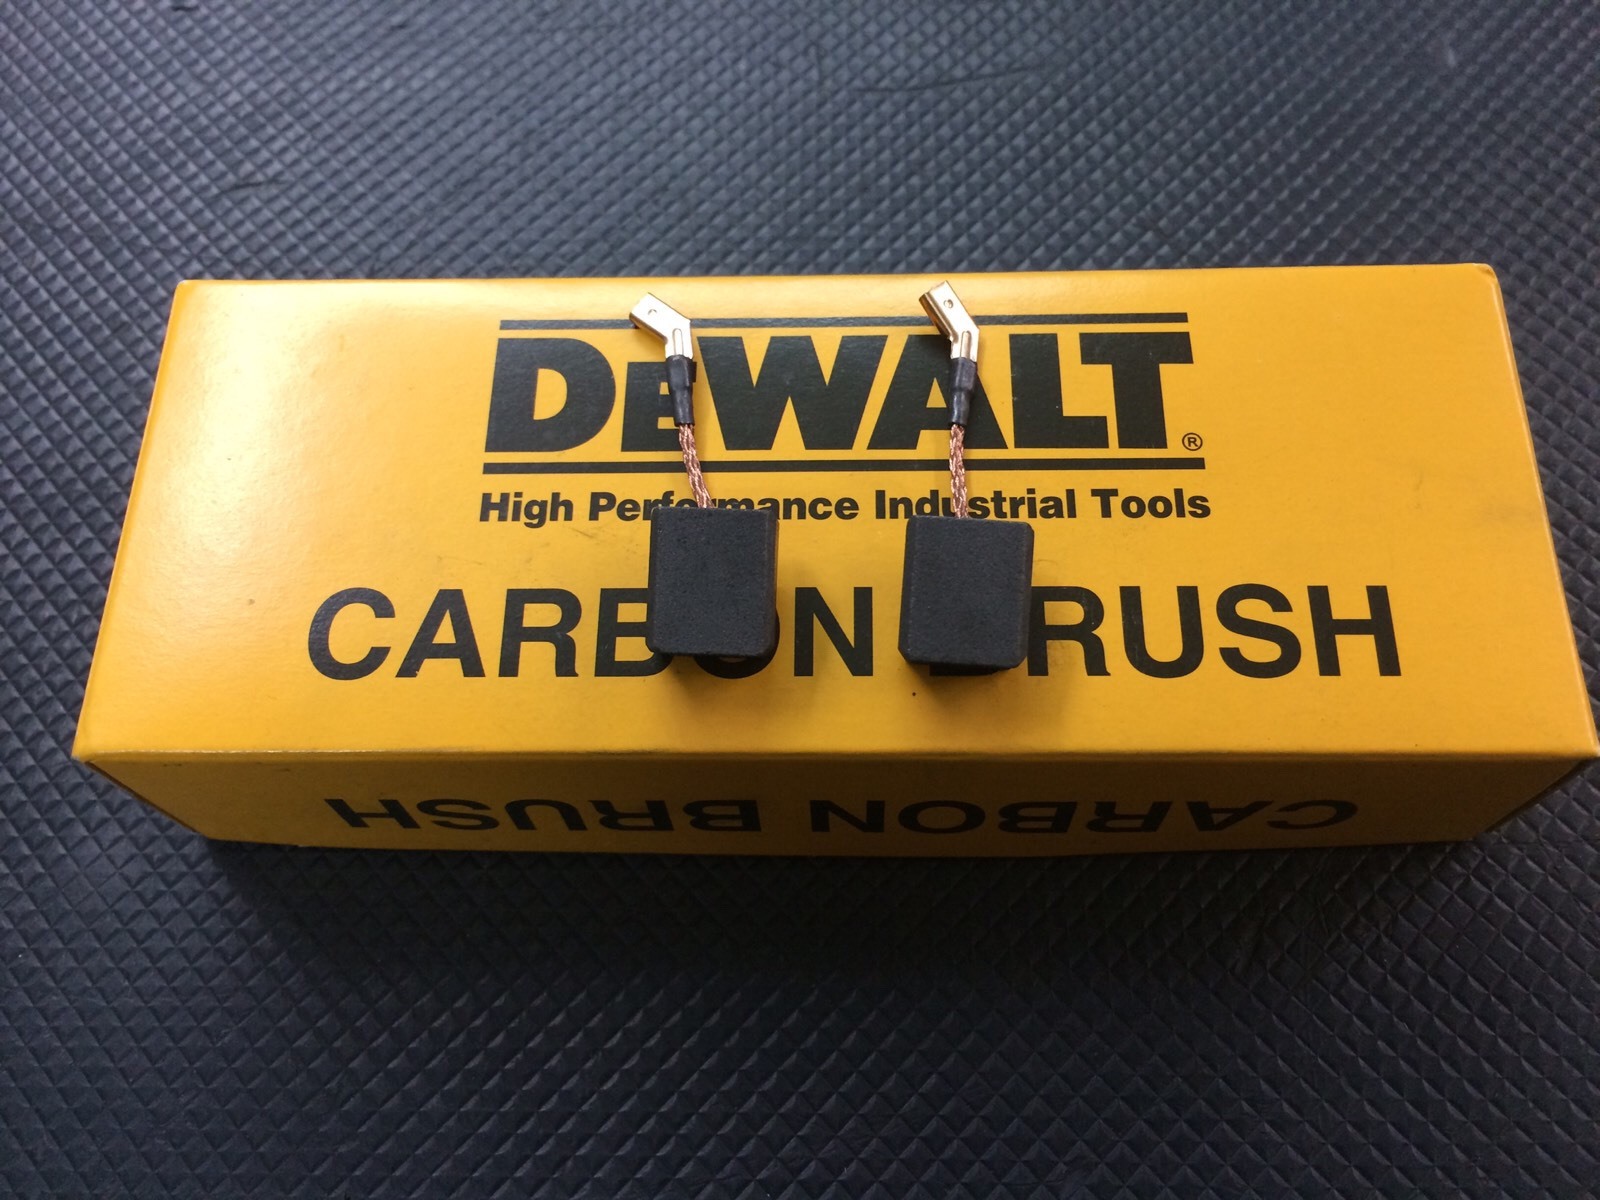 DEWALT®
High Performance Industrial Tools
CARBON BRUSH
CARBON BRUSH